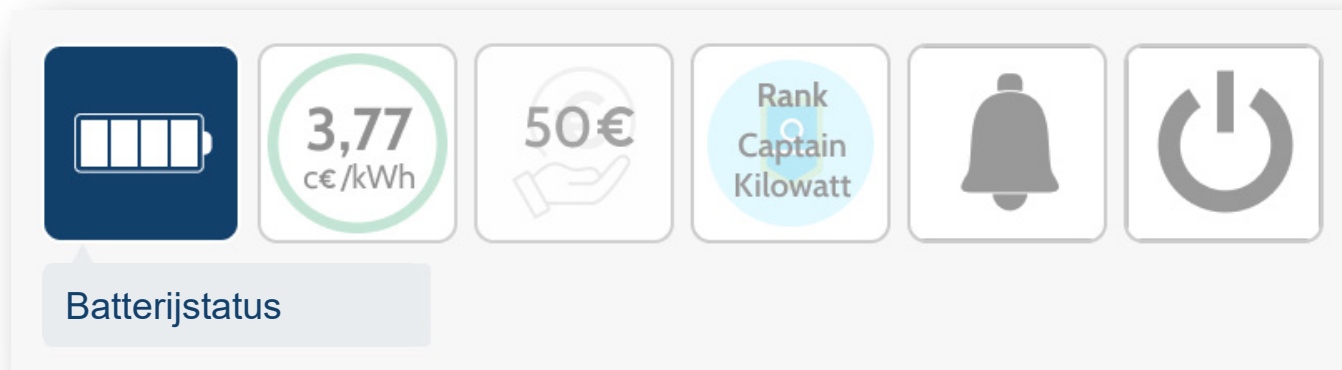 3,77
c€/kWh
50€
Rank
Captain
Kilowatt
Batterijstatus